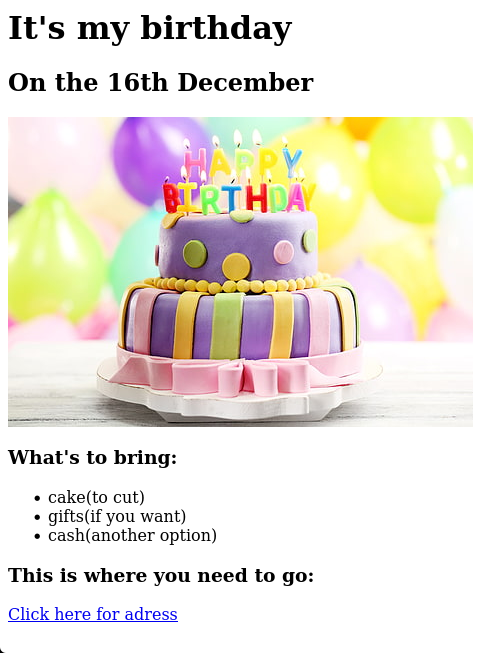 It's my birthday
On the 16th December
HAPPY
BIRTHDAY
What's to bring:
cake(to cut)
gifts(if you want)
cash(another option)
This is where you need to go:
Click here for adress